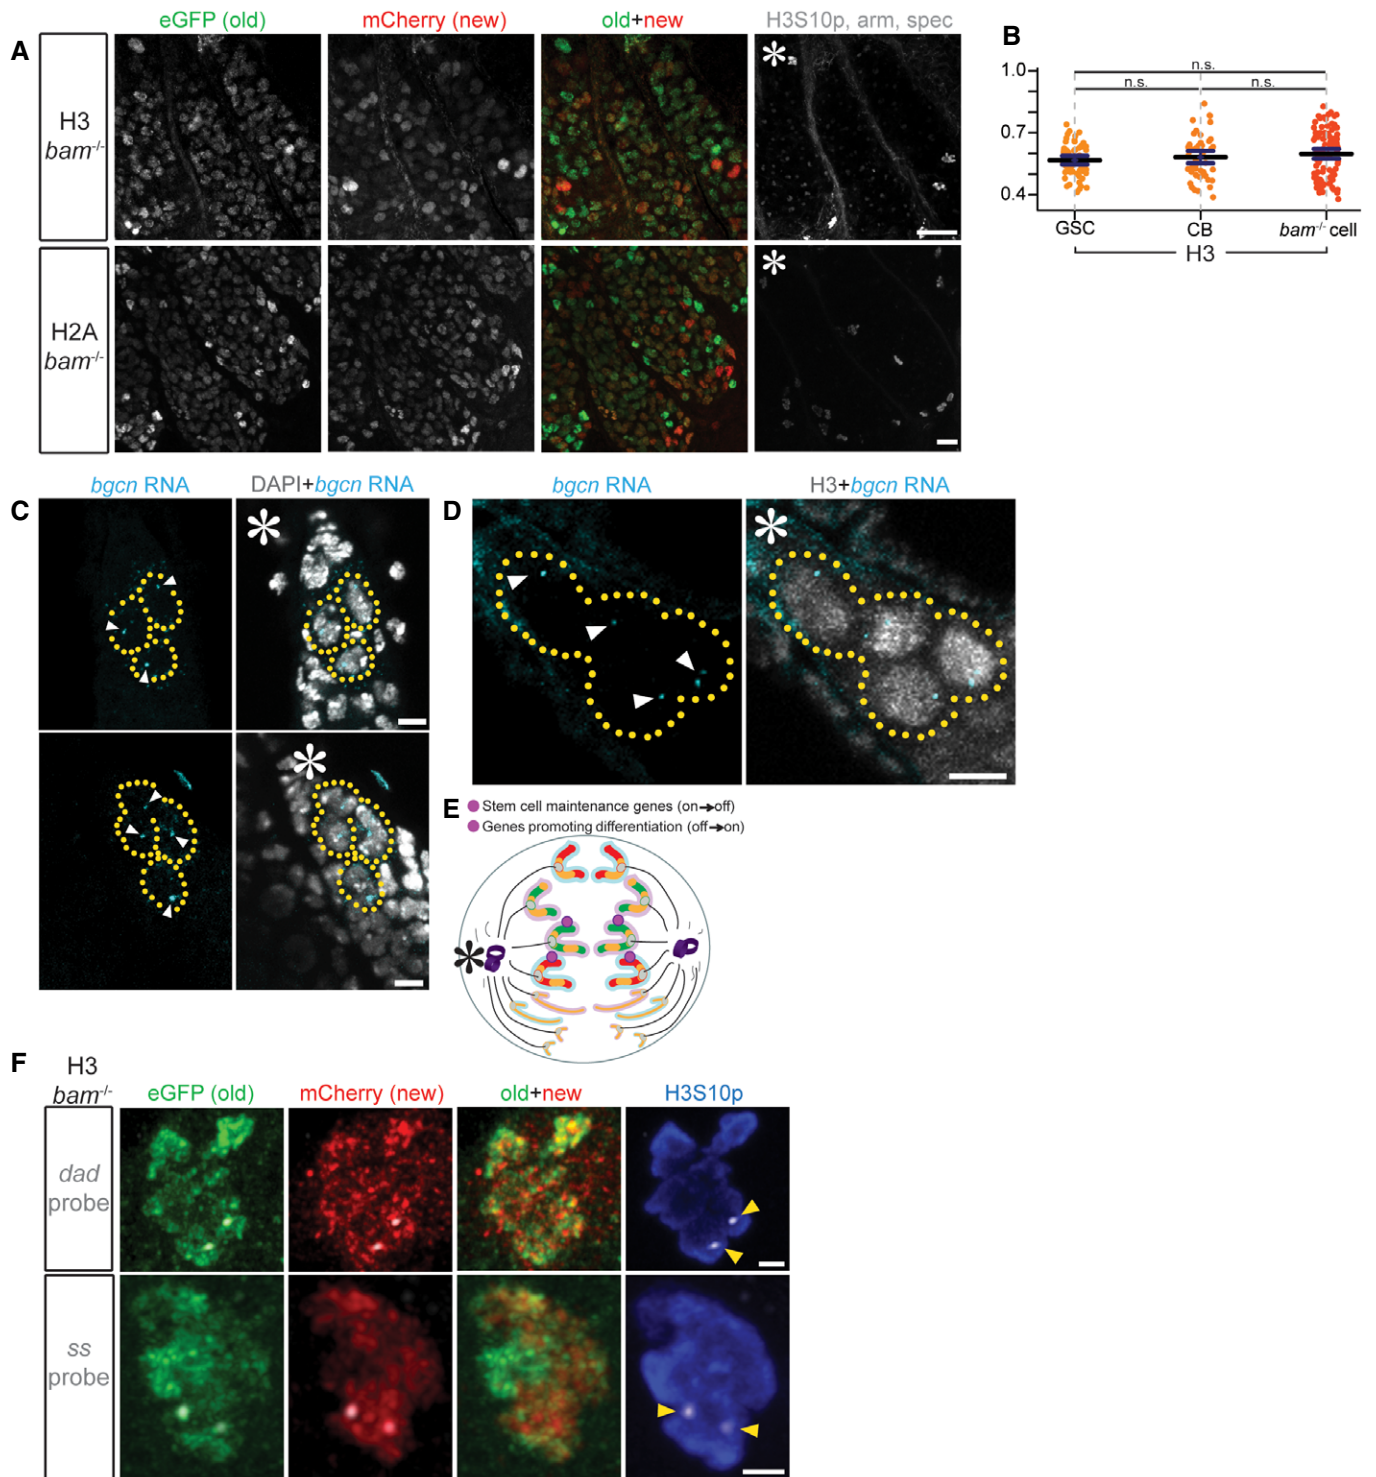 A
eGFP (old)
mCherry (new)
old+new
H3S10p, arm, spec
H3
bam-/-
H2A
bam-/-
B
1.0
0.7
0.4
n.s.
n.s.
n.s.
GSC
CB
bam-/- cell
H3
C
bgcn RNA
DAPI+bgcn RNA
D
bgcn RNA
H3+bgcn RNA
E
Stem cell maintenance genes (on→off)
Genes promoting differentiation (off→on)
F
H3
bam-/-
eGFP (old)
mCherry (new)
old+new
H3S10p
dad
probe
ss
probe